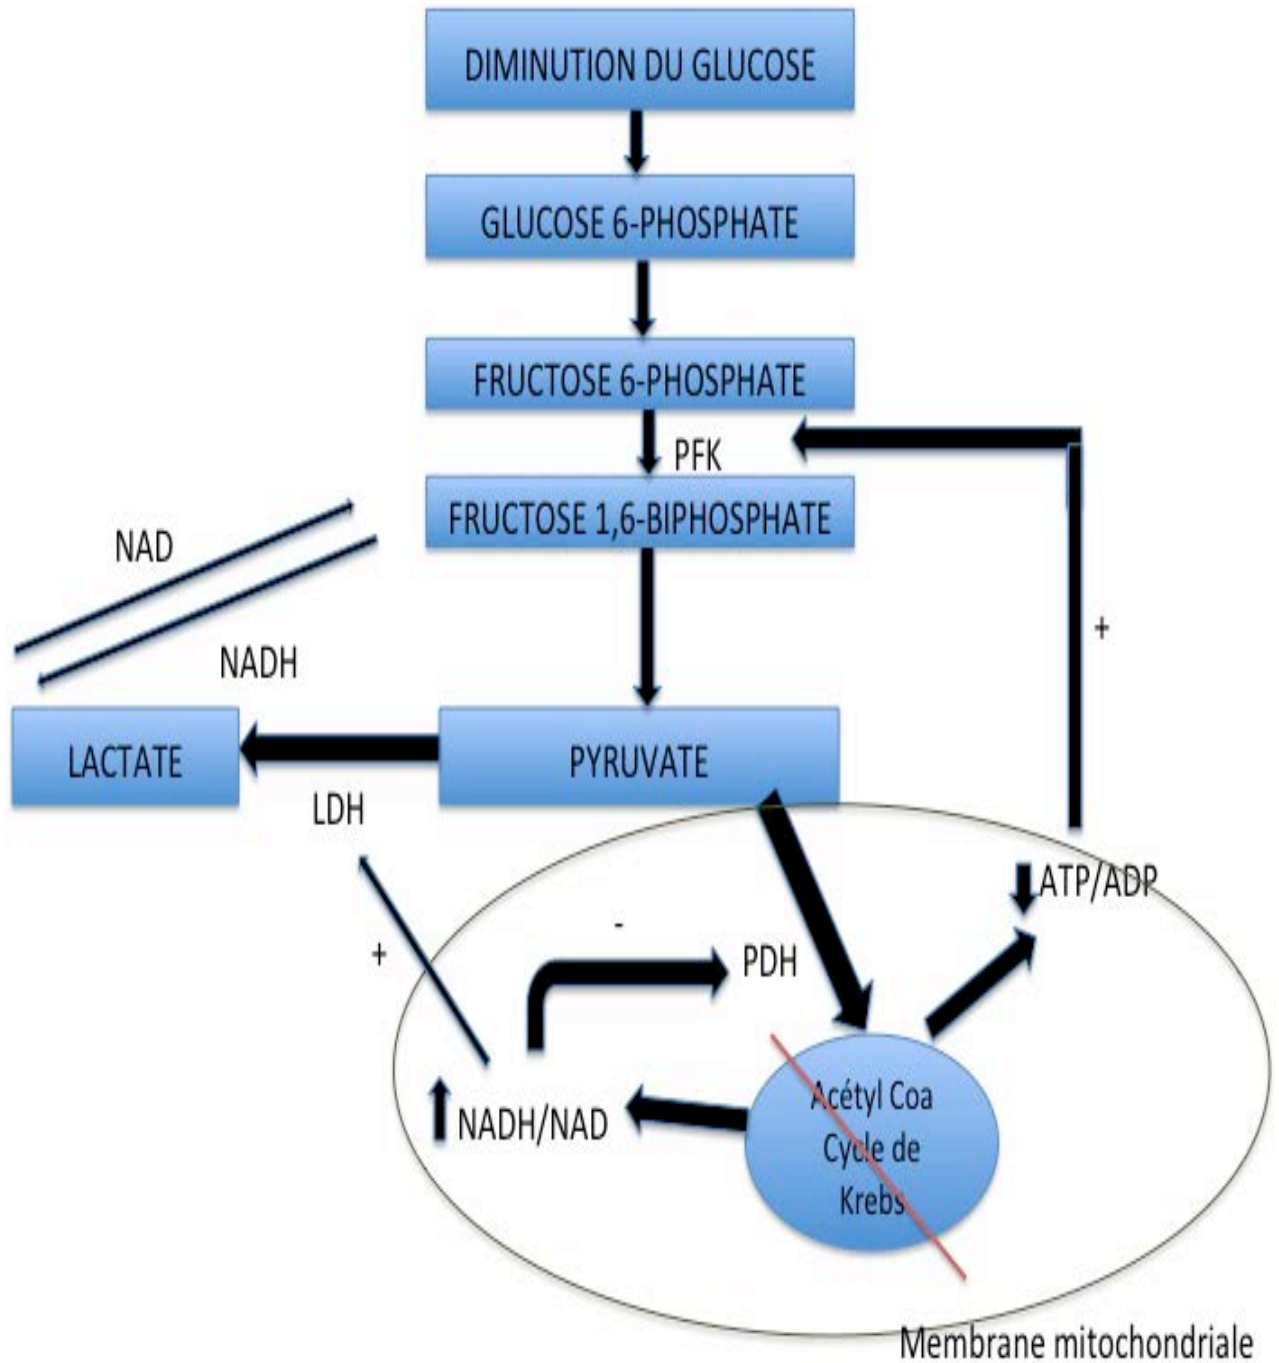 DIMINUTION DU GLUCOSE
GLUCOSE 6-PHOSPHATE
FRUCTOSE 6-PHOSPHATE
PFK
FRUCTOSE 1,6-BIPHOSPHATE
NAD
NADH
+
LACTATE
PYRUVATE
LDH
ATP/ADP
-
+
PDH
NADH/NAD
Acétyl Coa
Cycle de
Krebs
Membrane mitochondriale